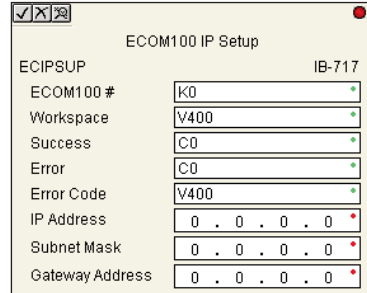 ECOM100 IP Setup
ECIPSUP IB-717
ECOM100 # K0
Workspace V400
Success C0
Error C0
Error Code V400
IP Address 0 . 0 . 0 . 0
Subnet Mask 0 . 0 . 0 . 0
Gateway Address 0 . 0 . 0 . 0